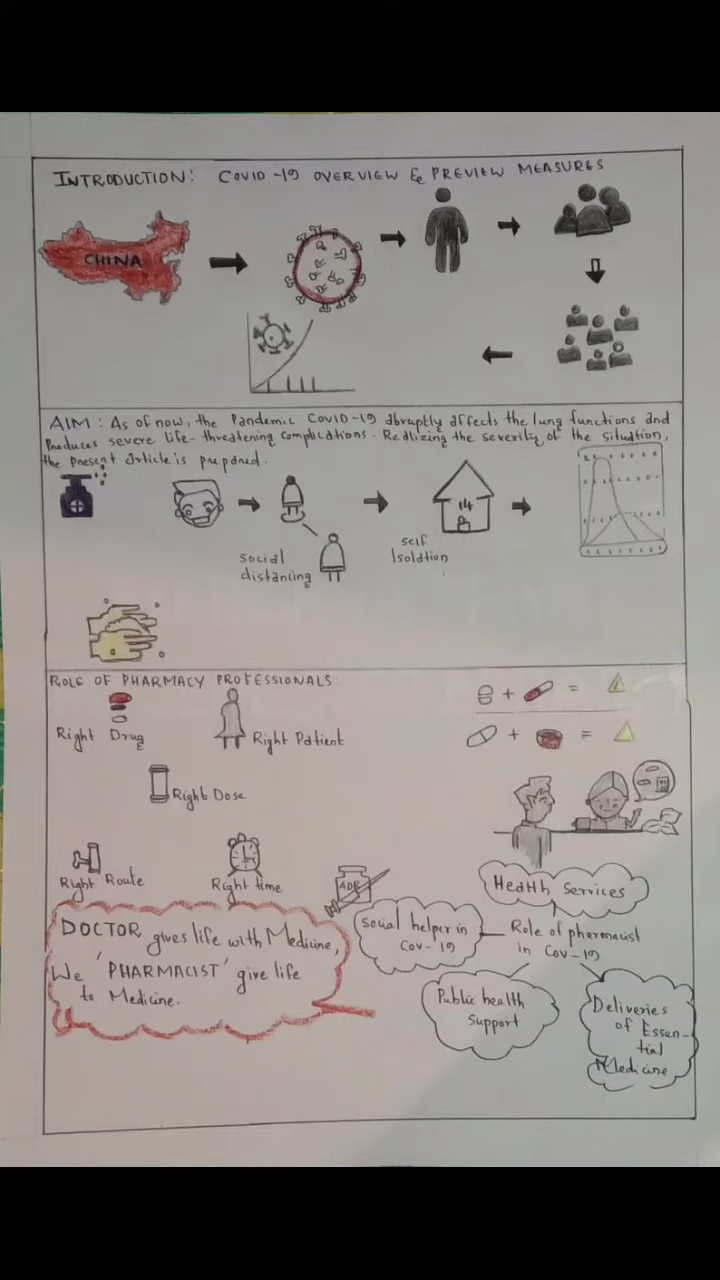 INTRODUCTION: COVID-19 OVERVIEW & PREVIEW MEASURES
CHINA
AIM: As of now, the Pandemic COVID-19 abruptly affects the lung functions and
Produces severe life-threatening complications. Realizing the severity of the situation,
the present article is prepared.
social
distancing
self
Isolation
ROLE OF PHARMACY PROFESSIONALS:
Right Drug
Right Patient
Right Dose
Right Route
Right time
ADR
DOCTOR gives life with Medicine,
We 'PHARMACIST' give life
to Medicine.
Health Services
Social helper in
Cov-19
Role of pharmacist
in Cov-19
Public health
Support
Deliveries
of Essen-
tial
Medicine